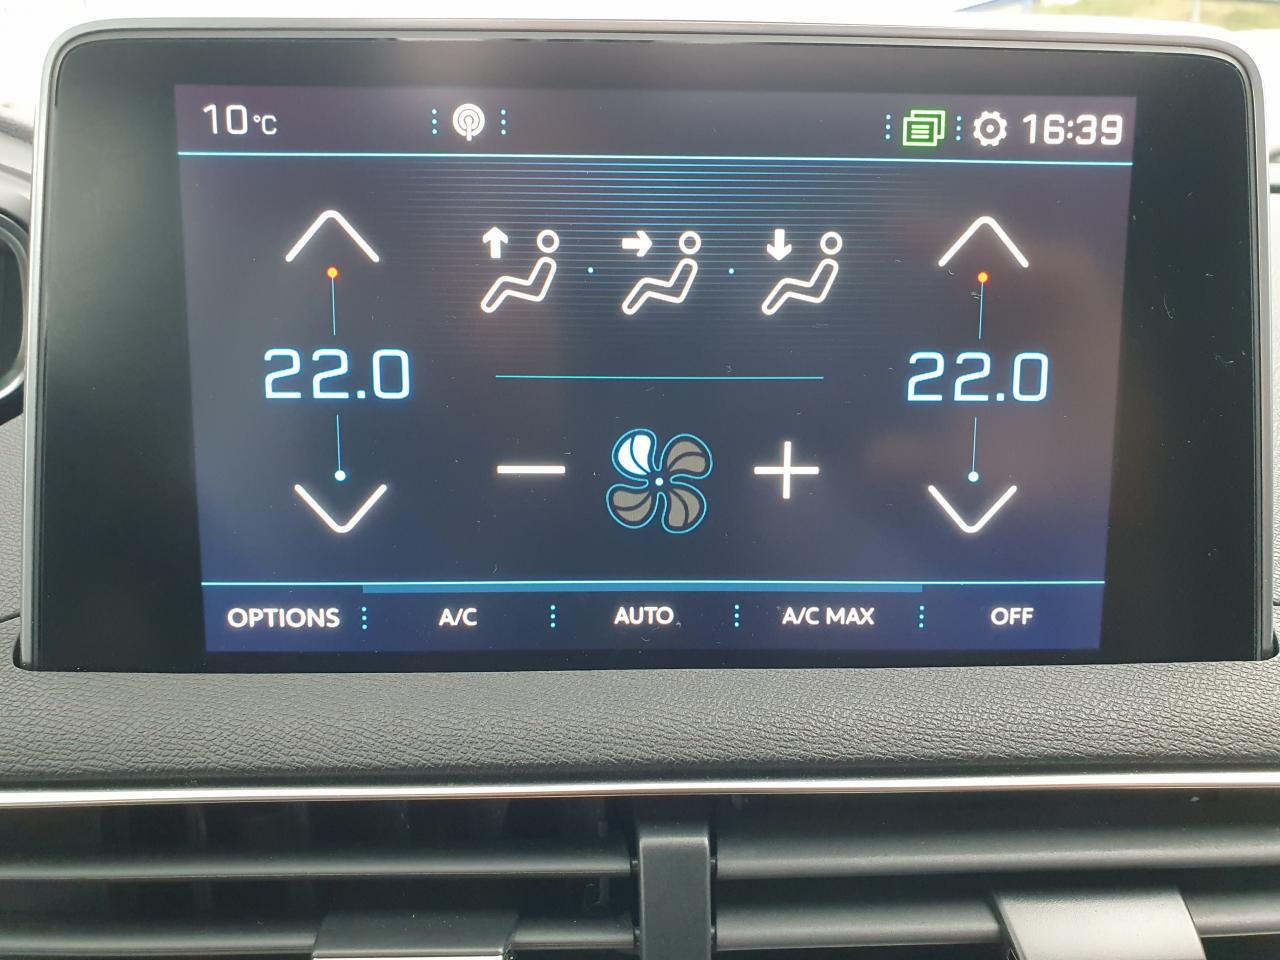 10°C 16:39
22.0 22.0
OPTIONS A/C AUTO A/C MAX OFF